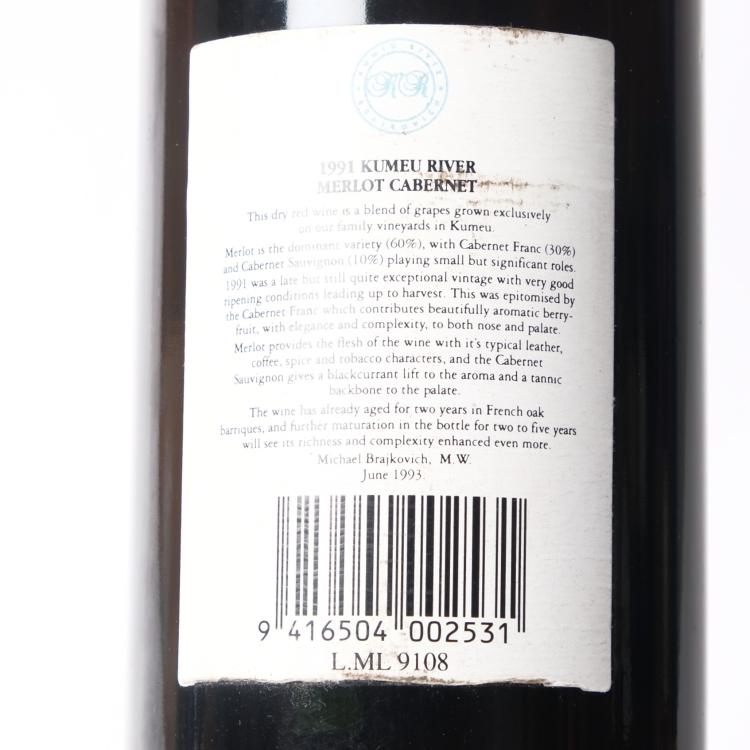 KUMEU RIVER
KR
1991 KUMEU RIVER
MERLOT CABERNET
This dry red wine is a blend of grapes grown exclusively
on our family vineyards in Kumeu.
Merlot is the dominant variety (60%), with Cabernet Franc (30%)
and Cabernet Sauvignon (10%) playing small but significant roles.
1991 was a late but still quite exceptional vintage with very good
ripening conditions leading up to harvest. This was epitomised by
the Cabernet Franc which contributes beautifully aromatic berry-
fruit, with elegance and complexity, to both nose and palate.
Merlot provides the flesh of the wine with it's typical leather,
coffee, spice and tobacco characters, and the Cabernet
Sauvignon gives a blackcurrant lift to the aroma and a tannic
backbone to the palate.
The wine has already aged for two years in French oak
barriques, and further maturation in the bottle for two to five years
will see its richness and complexity enhanced even more.
Michael Brajkovich, M.W.
June 1993.
9 416504 002531
L.ML 9108